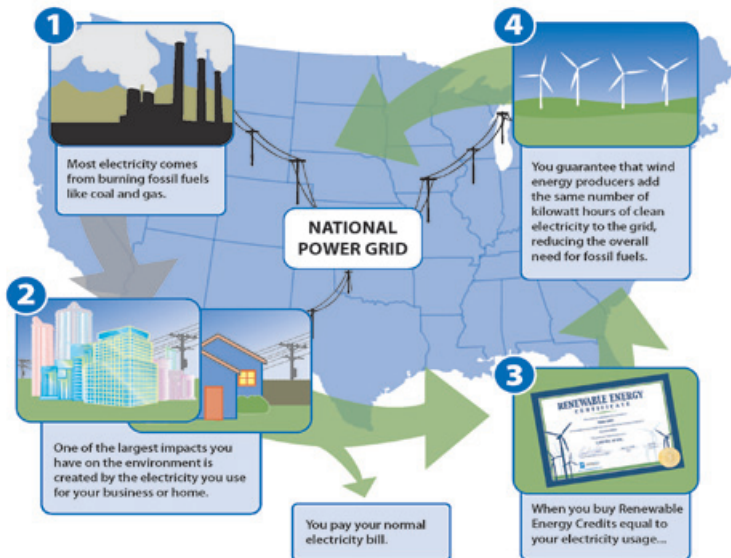 1
Most electricity comes
from burning fossil fuels
like coal and gas.
4
You guarantee that wind
energy producers add
the same number of
kilowatt hours of clean
electricity to the grid,
reducing the overall
need for fossil fuels.
NATIONAL
POWER GRID
2
One of the largest impacts you
have on the environment is
created by the electricity you use
for your business or home.
You pay your normal
electricity bill.
3
RENEWABLE ENERGY
CERTIFICATE
When you buy Renewable
Energy Credits equal to
your electricity usage...